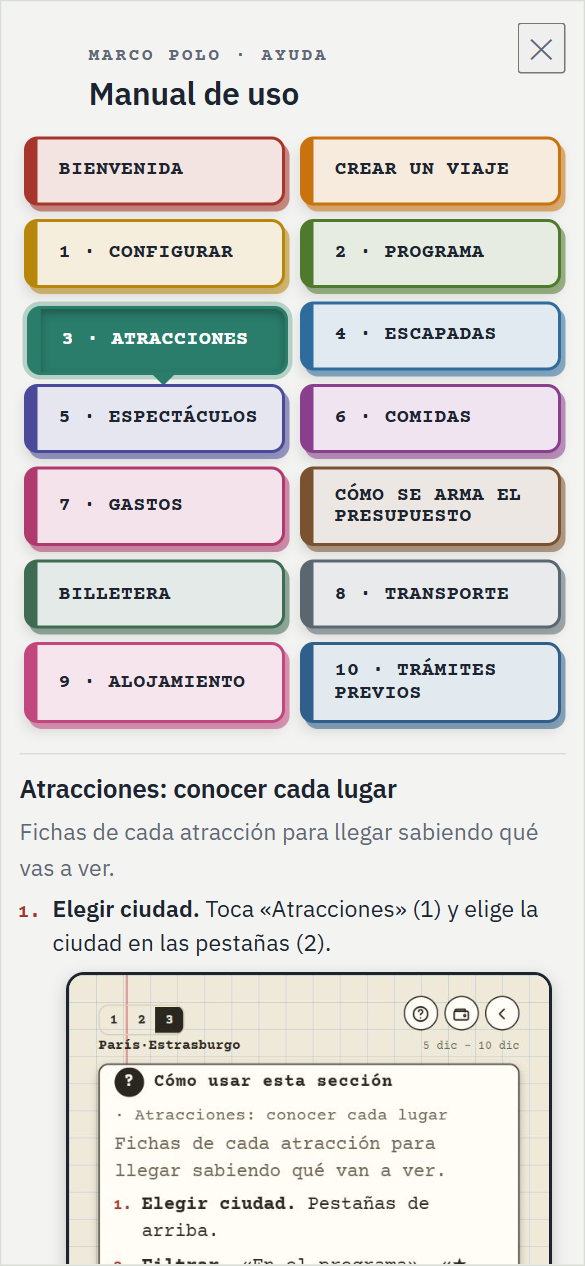 MARCO POLO · AYUDA
Manual de uso
BIENVENIDA
CREAR UN VIAJE
1 · CONFIGURAR
2 · PROGRAMA
3 · ATRACCIONES
4 · ESCAPADAS
5 · ESPECTÁCULOS
6 · COMIDAS
7 · GASTOS
CÓMO SE ARMA EL
PRESUPUESTO
BILLETERA
8 · TRANSPORTE
9 · ALOJAMIENTO
10 · TRÁMITES
PREVIOS
Atracciones: conocer cada lugar
Fichas de cada atracción para llegar sabiendo qué
vas a ver.
1. Elegir ciudad. Toca «Atracciones» (1) y elige la
ciudad en las pestañas (2).
1 2 3
París·Estrasburgo
5 dic – 10 dic
? Cómo usar esta sección
· Atracciones: conocer cada lugar
Fichas de cada atracción para
llegar sabiendo qué van a ver.
1. Elegir ciudad. Pestañas de
arriba.
2. Filtrar. «En el programa», «★